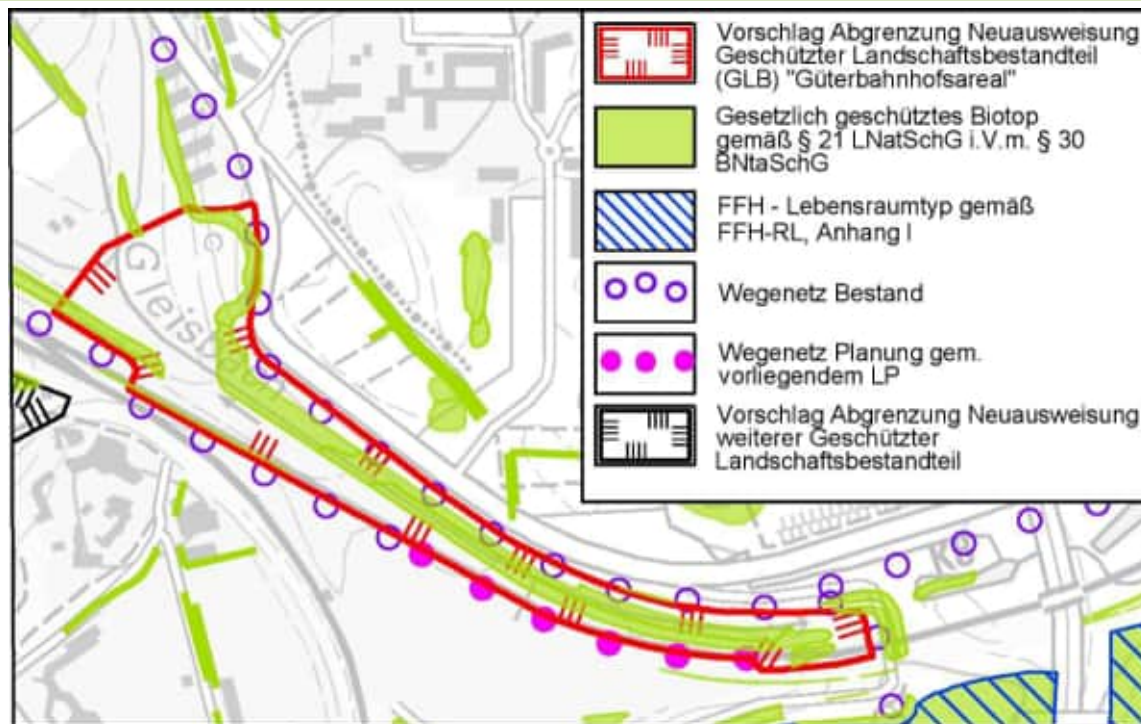 Vorschlag Abgrenzung Neuausweisung
Geschützter Landschaftsbestandteil
(GLB) "Güterbahnhofsareal"
Gesetzlich geschütztes Biotop
gemäß § 21 LNatSchG i.V.m. § 30
BNtaSchG
FFH - Lebensraumtyp gemäß
FFH-RL, Anhang I
Wegenetz Bestand
Wegenetz Planung gem.
vorliegendem LP
Vorschlag Abgrenzung Neuausweisung
weiterer Geschützter
Landschaftsbestandteil